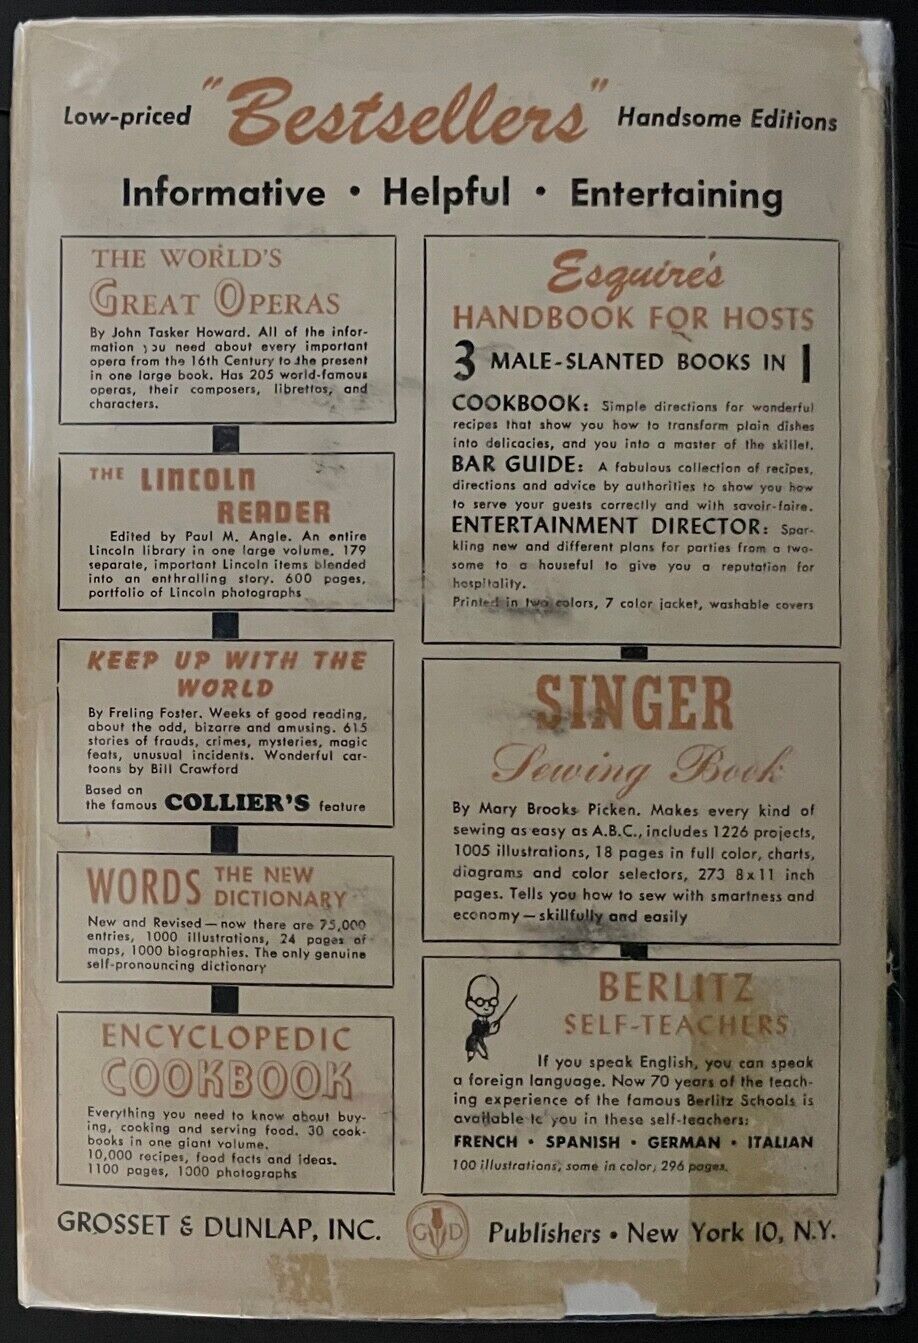 Low-priced "Bestsellers" Handsome Editions
Informative • Helpful • Entertaining
THE WORLD'S
GREAT OPERAS
By John Tasker Howard. All of the infor-
mation you need about every important
opera from the 16th Century to the present
in one large book. Has 205 world-famous
operas, their composers, librettos, and
characters.
THE LINCOLN
READER
Edited by Paul M. Angle. An entire
Lincoln library in one large volume. 179
separate, important Lincoln items blended
into an enthralling story. 600 pages,
portfolio of Lincoln photographs
KEEP UP WITH THE
WORLD
By Freling Foster. Weeks of good reading,
about the odd, bizarre and amusing. 615
stories of frauds, crimes, mysteries, magic
feats, unusual incidents. Wonderful car-
toons by Bill Crawford
Based on
the famous COLLIER'S feature
WORDS THE NEW
DICTIONARY
New and Revised — now there are 75,000
entries, 1000 illustrations, 24 pages of
maps, 1000 biographies. The only genuine
self-pronouncing dictionary
ENCYCLOPEDIC
COOKBOOK
Everything you need to know about buy-
ing, cooking and serving food. 30 cook-
books in one giant volume.
10,000 recipes, food facts and ideas.
1100 pages, 1000 photographs
Esquire's
HANDBOOK FOR HOSTS
3 MALE-SLANTED BOOKS IN 1
COOKBOOK: Simple directions for wonderful
recipes that show you how to transform plain dishes
into delicacies, and you into a master of the skillet.
BAR GUIDE: A fabulous collection of recipes,
directions and advice by authorities to show you how
to serve your guests correctly and with savoir-faire.
ENTERTAINMENT DIRECTOR: Spar-
kling new and different plans for parties from a two-
some to a houseful to give you a reputation for
hospitality.
Printed in two colors, 7 color jacket, washable covers
SINGER
Sewing Book
By Mary Brooks Picken. Makes every kind of
sewing as easy as A.B.C., includes 1226 projects,
1005 illustrations, 18 pages in full color, charts,
diagrams and color selectors, 273 8x11 inch
pages. Tells you how to sew with smartness and
economy — skillfully and easily
BERLITZ
SELF-TEACHERS
If you speak English, you can speak
a foreign language. Now 70 years of the teach-
ing experience of the famous Berlitz Schools is
available to you in these self-teachers:
FRENCH • SPANISH • GERMAN • ITALIAN
100 illustrations, some in color, 296 pages.
GROSSET & DUNLAP, INC. G D Publishers • New York 10, N.Y.